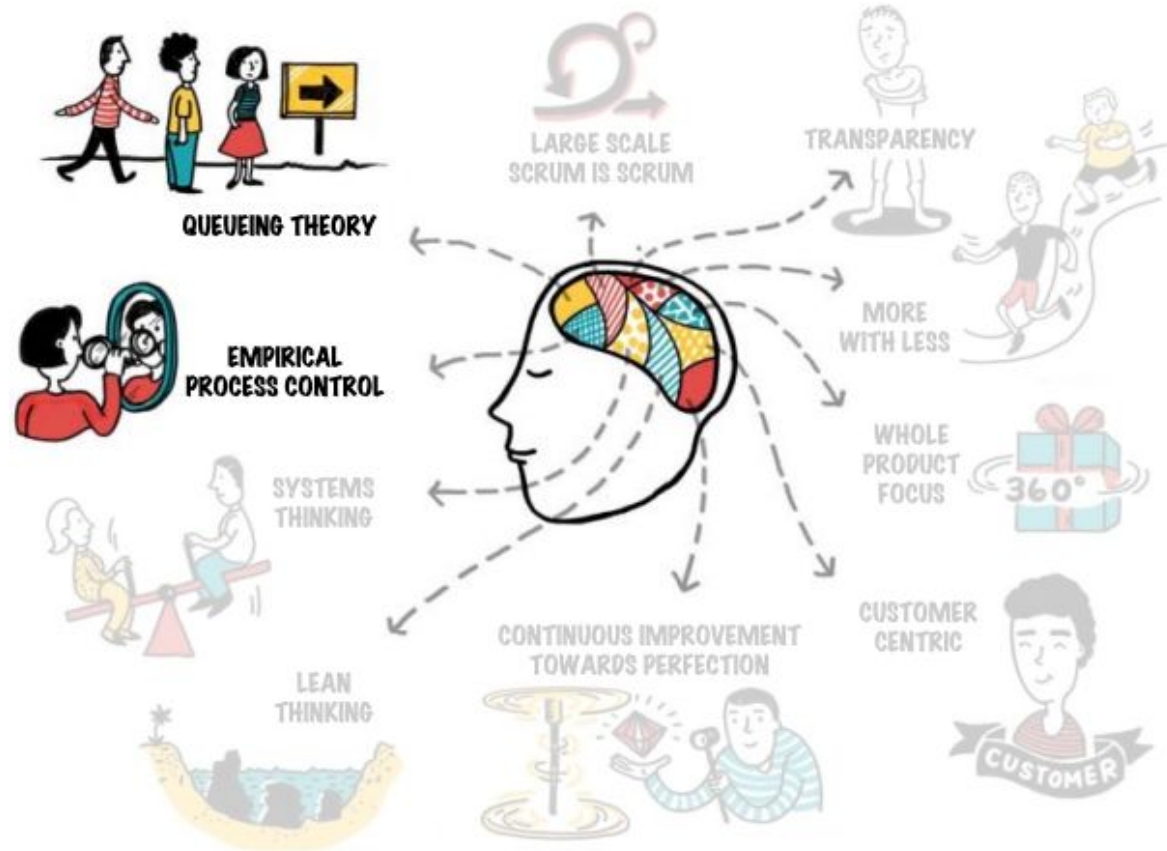 LARGE SCALE
SCRUM IS SCRUM
TRANSPARENCY
QUEUEING THEORY
MORE
WITH LESS
EMPIRICAL
PROCESS CONTROL
WHOLE
PRODUCT
FOCUS
360°
SYSTEMS
THINKING
CUSTOMER
CENTRIC
CONTINUOUS IMPROVEMENT
TOWARDS PERFECTION
LEAN
THINKING
CUSTOMER